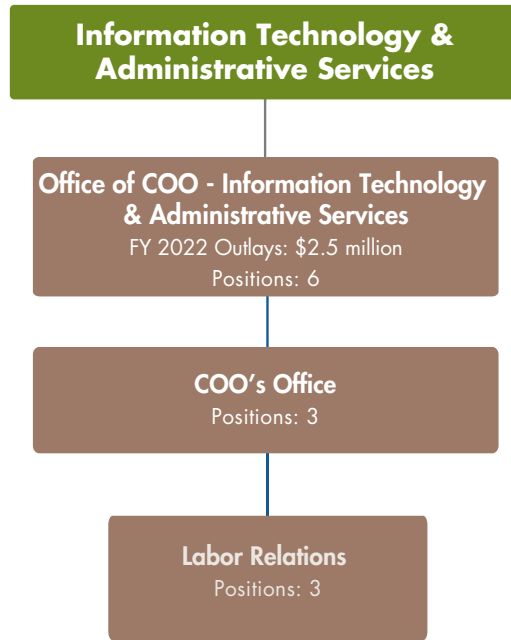 Information Technology &
Administrative Services
Office of COO - Information Technology
& Administrative Services
FY 2022 Outlays: $2.5 million
Positions: 6
COO’s Office
Positions: 3
Labor Relations
Positions: 3